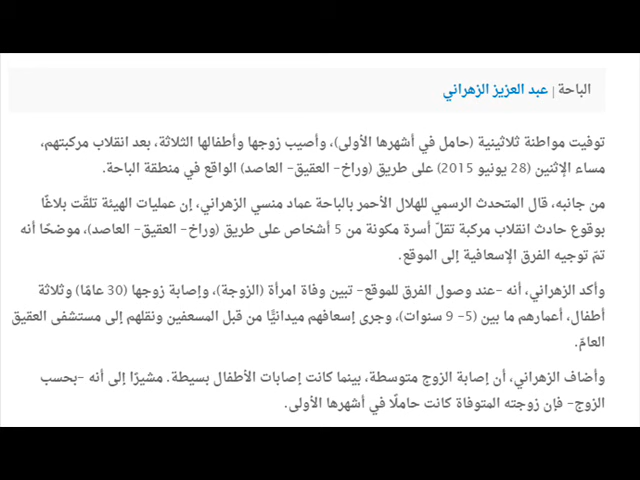 الباحة | عبد العزيز الزهراني
توفيت مواطنة ثلاثينية (حامل في أشهرها الأولى)، وأصيب زوجها وأطفالها الثلاثة، بعد انقلاب مركبتهم،
مساء الإثنين (28 يونيو 2015) على طريق (وراخ- العقيق- العاصد) الواقع في منطقة الباحة.
من جانبه، قال المتحدث الرسمي للهلال الأحمر بالباحة عماد منسي الزهراني، إن عمليات الهيئة تلقّت بلاغًا
بوقوع حادث انقلاب مركبة تقلّ أسرة مكونة من 5 أشخاص على طريق (وراخ- العقيق- العاصد)، موضحًا أنه
تمّ توجيه الفرق الإسعافية إلى الموقع.
وأكد الزهراني، أنه -عند وصول الفرق للموقع- تبين وفاة امرأة (الزوجة)، وإصابة زوجها (30 عامًا) وثلاثة
أطفال، أعمارهم ما بين (5- 9 سنوات)، وجرى إسعافهم ميدانيًّا من قبل المسعفين ونقلهم إلى مستشفى العقيق
العامّ.
وأضاف الزهراني، أن إصابة الزوج متوسطة، بينما كانت إصابات الأطفال بسيطة. مشيرًا إلى أنه -بحسب
الزوج- فإن زوجته المتوفاة كانت حاملًا في أشهرها الأولى.